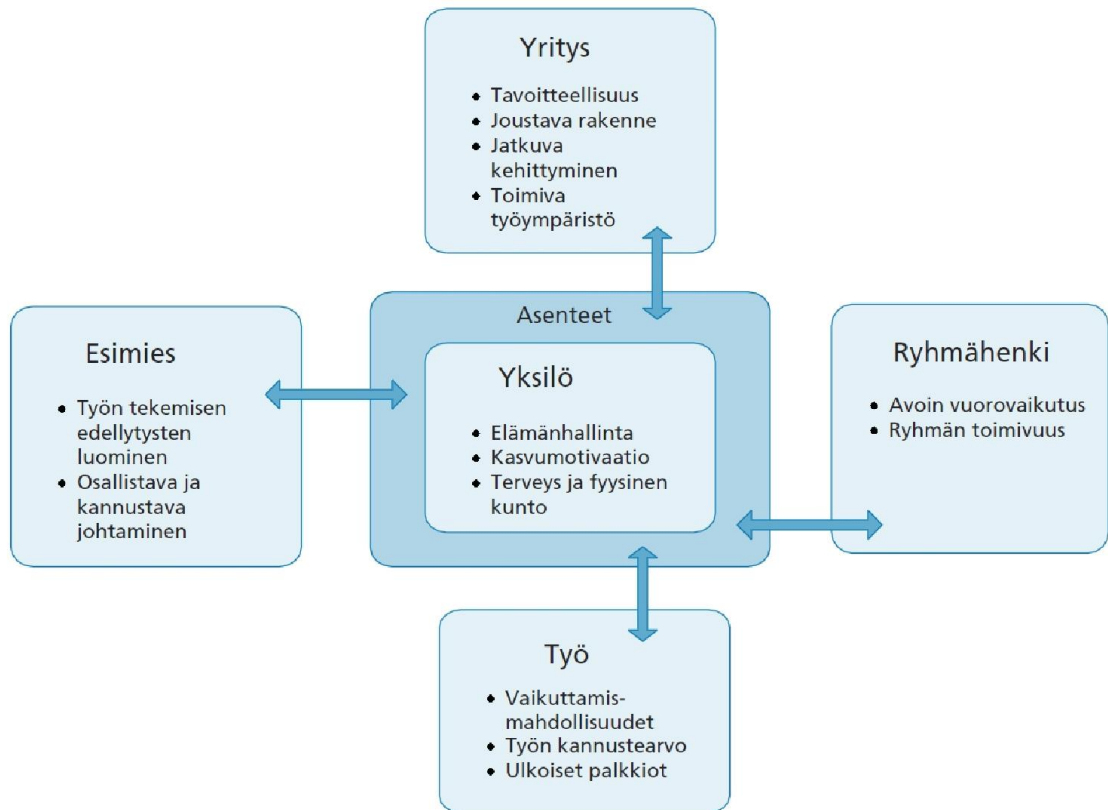 Yritys
• Tavoitteellisuus
• Joustava rakenne
• Jatkuva
kehittyminen
• Toimiva
työympäristö
Esimies
• Työn tekemisen
edellytysten
luominen
• Osallistava ja
kannustava
johtaminen
Asenteet
Yksilö
• Elämänhallinta
• Kasvumotivaatio
• Terveys ja fyysinen
kunto
Ryhmähenki
• Avoin vuorovaikutus
• Ryhmän toimivuus
Työ
• Vaikuttamis-
mahdollisuudet
• Työn kannustearvo
• Ulkoiset palkkiot